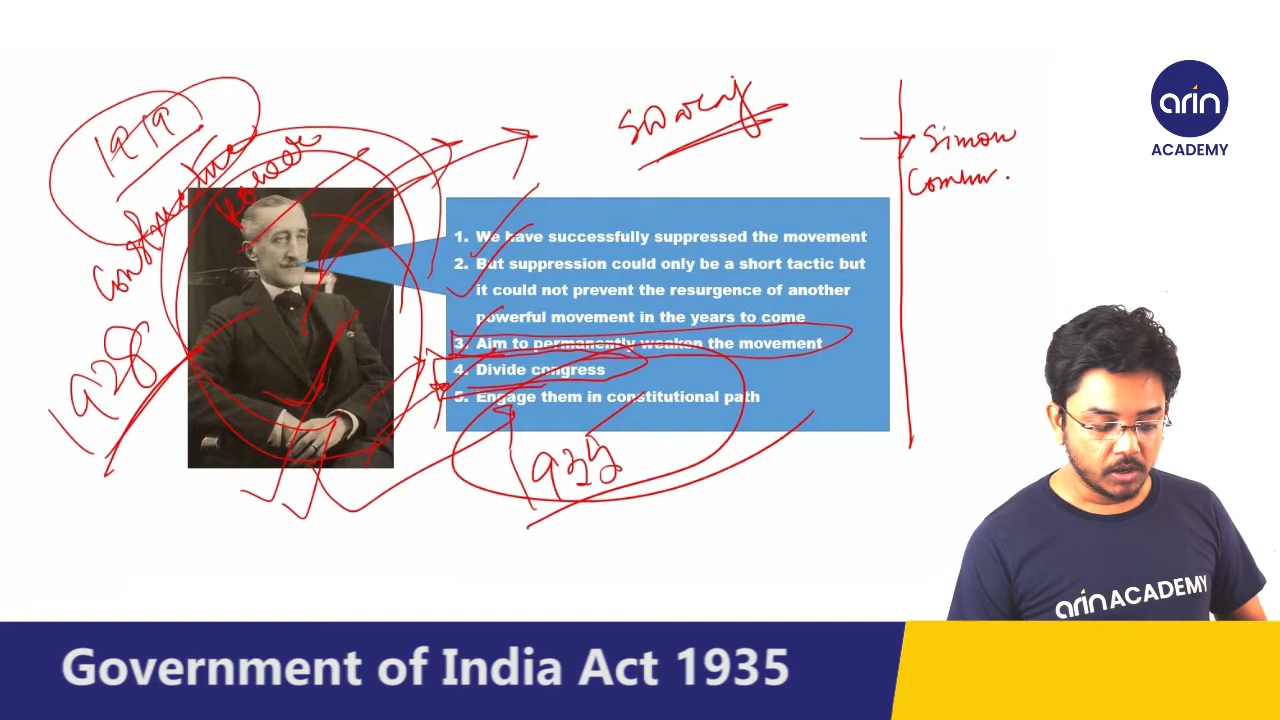 arin
ACADEMY
1919
swaraj
Simon
Comm.
constructive
power
1. We have successfully suppressed the movement
2. But suppression could only be a short tactic but
it could not prevent the resurgence of another
powerful movement in the years to come
3. Aim to permanently weaken the movement
4. Divide congress
5. Engage them in constitutional path
1928
1935
arin ACADEMY
Government of India Act 1935